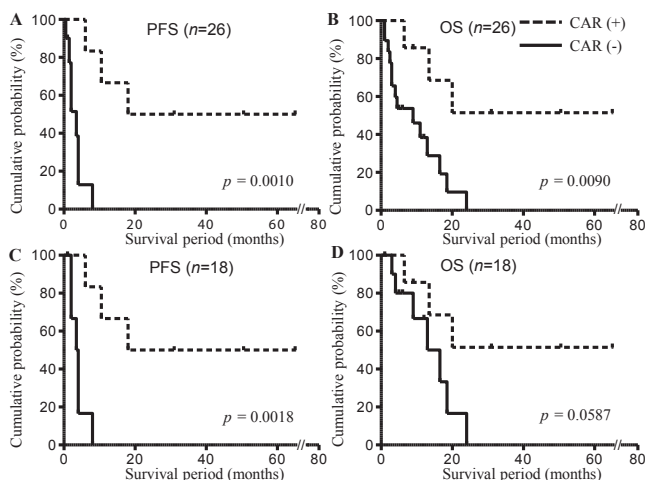 A PFS (n=26)
Cumulative probability (%)
100
80
60
40
20
0
p = 0.0010
0 20 40 60 // 80
Survival period (months)
B OS (n=26)
CAR (+)
CAR (-)
Cumulative probability (%)
100
80
60
40
20
0
p = 0.0090
0 20 40 60 // 80
Survival period (months)
C PFS (n=18)
Cumulative probability (%)
100
80
60
40
20
0
p = 0.0018
0 20 40 60 // 80
Survival period (months)
D OS (n=18)
Cumulative probability (%)
100
80
60
40
20
0
p = 0.0587
0 20 40 60 // 80
Survival period (months)